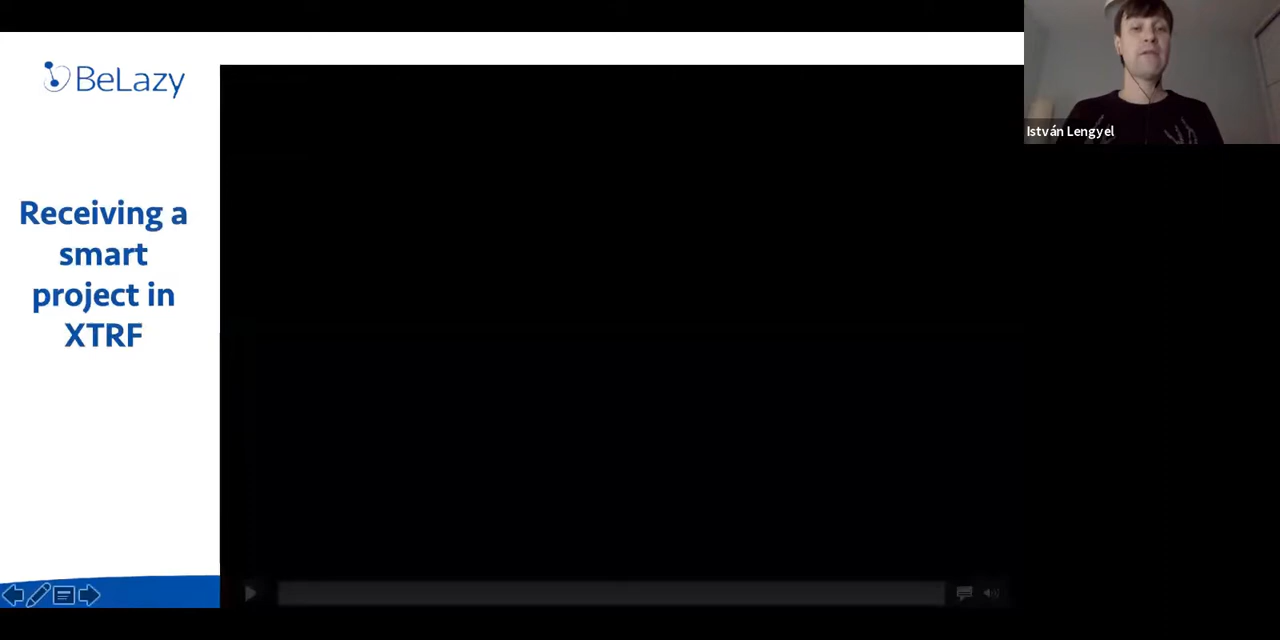 BeLazy
Receiving a
smart
project in
XTRF
István Lengyel